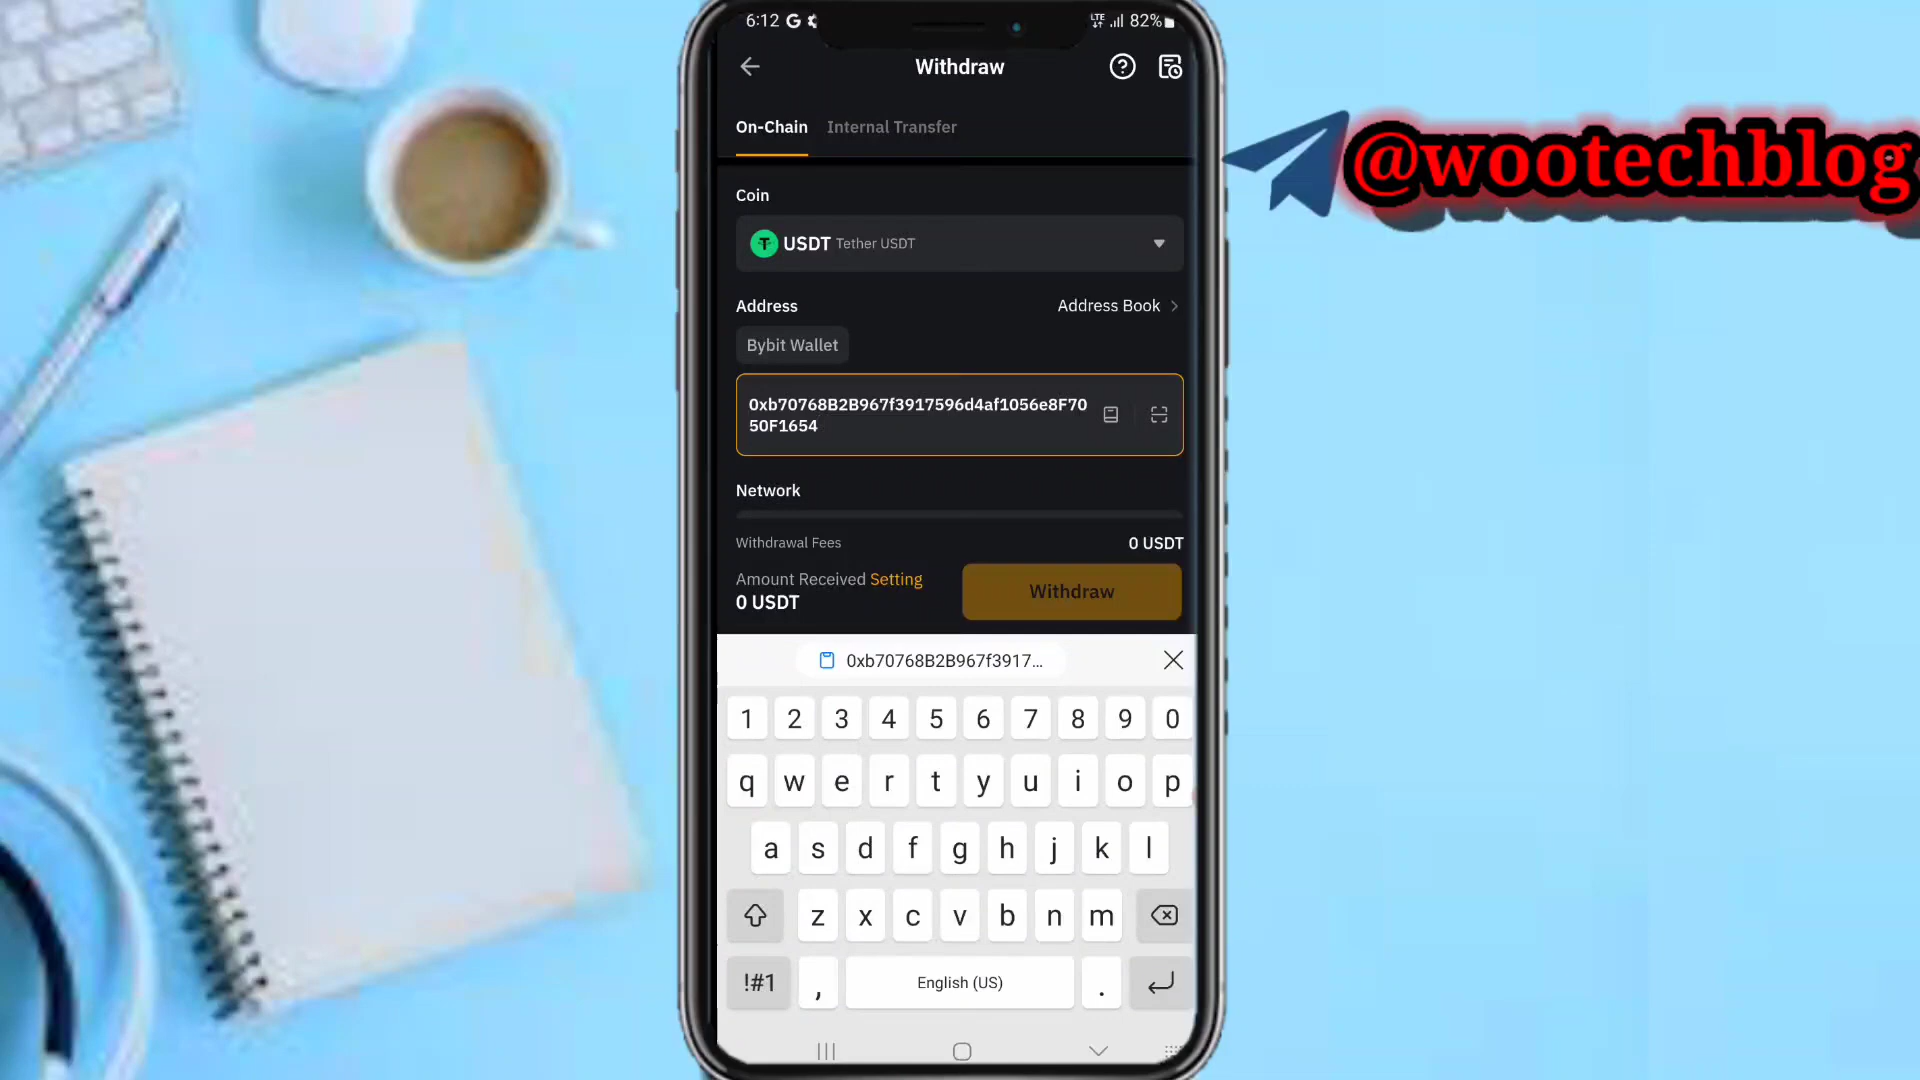 6:12 G
LTE 82%
Withdraw
On-Chain Internal Transfer
@wootechblog
Coin
USDT Tether USDT
Address Address Book
Bybit Wallet
0xb70768B2B967f3917596d4af1056e8F70
50F1654
Network
Withdrawal Fees 0 USDT
Amount Received Setting
0 USDT
Withdraw
0xb70768B2B967f3917...
1 2 3 4 5 6 7 8 9 0
q w e r t y u i o p
a s d f g h j k l
z x c v b n m
!#1 , English (US) .